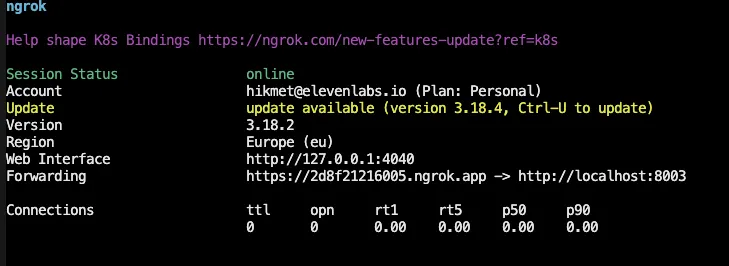 ngrok
Help shape K8s Bindings https://ngrok.com/new-features-update?ref=k8s
Session Status online
Account hikmet@elevenlabs.io (Plan: Personal)
Update update available (version 3.18.4, Ctrl-U to update)
Version 3.18.2
Region Europe (eu)
Web Interface http://127.0.0.1:4040
Forwarding https://2d8f21216005.ngrok.app -> http://localhost:8003
Connections ttl opn rt1 rt5 p50 p90
0 0 0.00 0.00 0.00 0.00